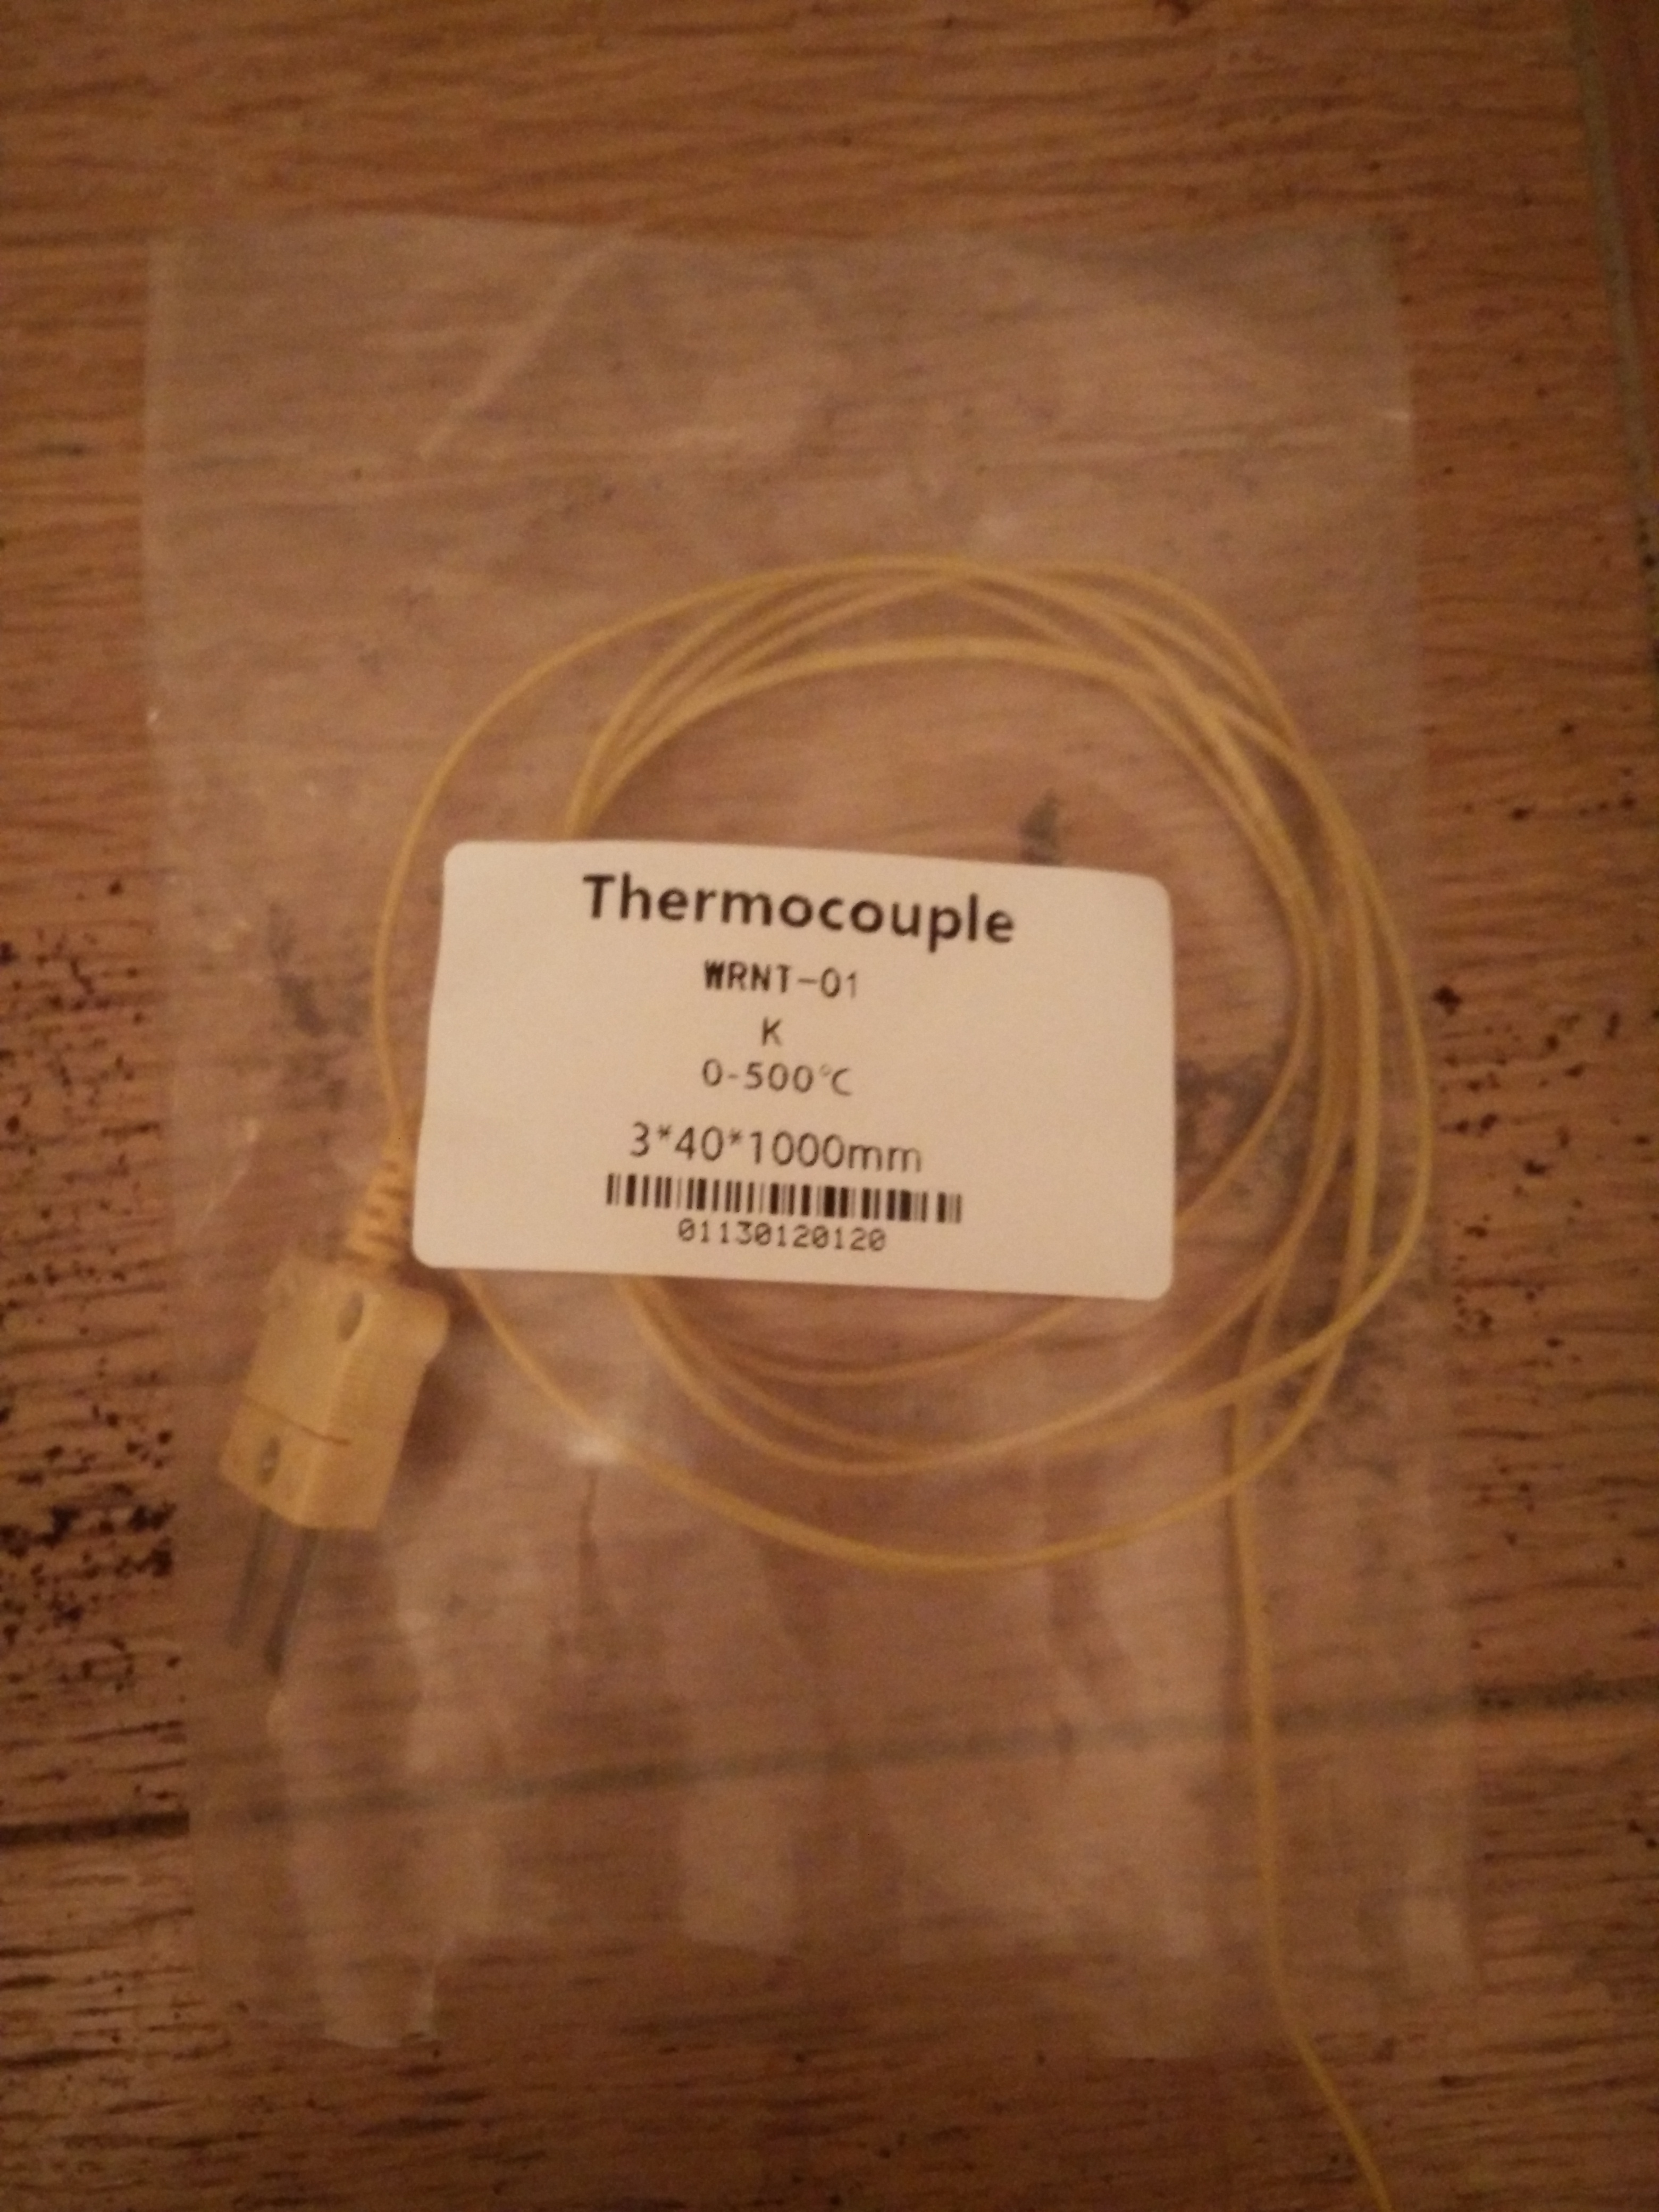 Thermocouple
WRNT-01
K
0-500℃
3*40*1000mm
01130120120